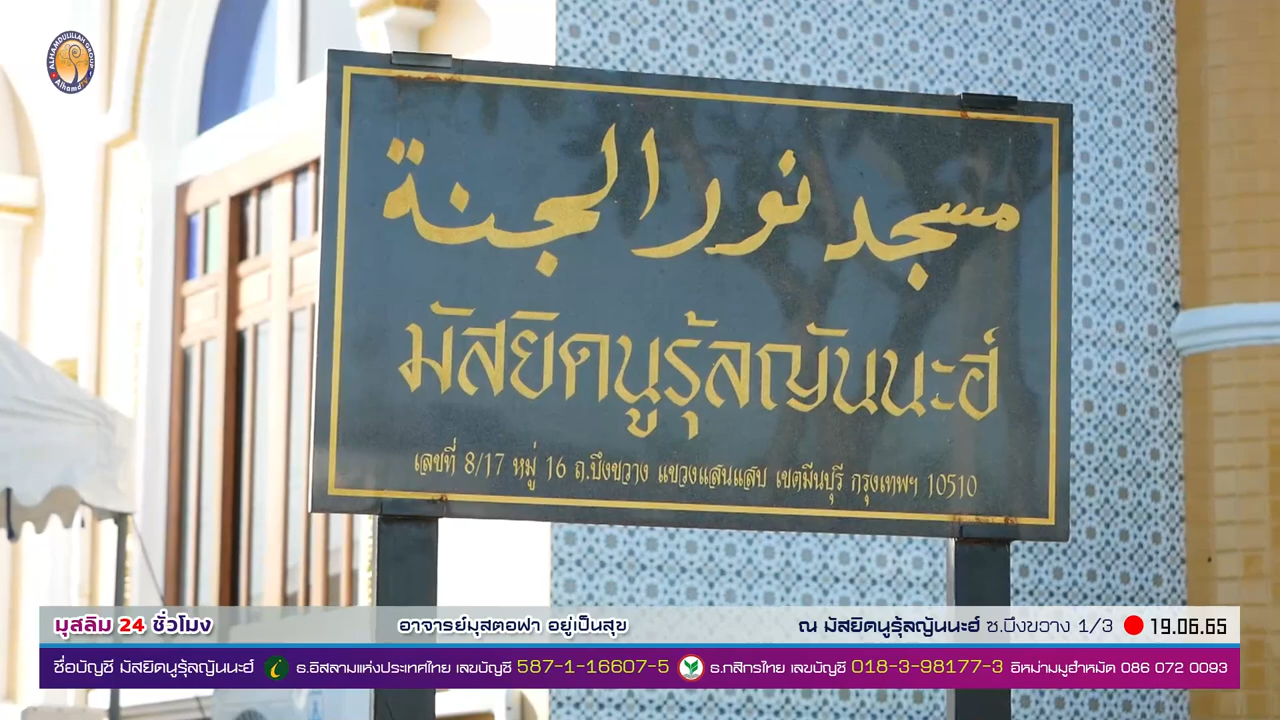 ALHAMDULILLAH GROUP
مسجد نور الجنة
มัสยิดนูรุ้ลญันนะฮ์
เลขที่ 8/17 หมู่ 16 ถ.บึงขวาง แขวงแสนแสบ เขตมีนบุรี กรุงเทพฯ 10510
มุสลิม 24 ชั่วโมง อาจารย์มุสตอฟา อยู่เป็นสุข ณ มัสยิดนูรุ้ลญันนะฮ์ ซ.บึงขวาง 1/3 19.06.65
ชื่อบัญชี มัสยิดนูรุ้ลญันนะฮ์ ธ.อิสลามแห่งประเทศไทย เลขบัญชี 587-1-16607-5 ธ.กสิกรไทย เลขบัญชี 018-3-98177-3 อิหม่ามมูฮำหมัด 086 072 0093